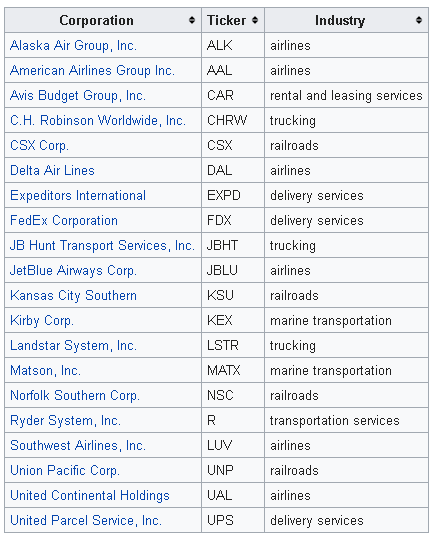 Corporation Ticker Industry
Alaska Air Group, Inc. ALK airlines
American Airlines Group Inc. AAL airlines
Avis Budget Group, Inc. CAR rental and leasing services
C.H. Robinson Worldwide, Inc. CHRW trucking
CSX Corp. CSX railroads
Delta Air Lines DAL airlines
Expeditors International EXPD delivery services
FedEx Corporation FDX delivery services
JB Hunt Transport Services, Inc. JBHT trucking
JetBlue Airways Corp. JBLU airlines
Kansas City Southern KSU railroads
Kirby Corp. KEX marine transportation
Landstar System, Inc. LSTR trucking
Matson, Inc. MATX marine transportation
Norfolk Southern Corp. NSC railroads
Ryder System, Inc. R transportation services
Southwest Airlines, Inc. LUV airlines
Union Pacific Corp. UNP railroads
United Continental Holdings UAL airlines
United Parcel Service, Inc. UPS delivery services